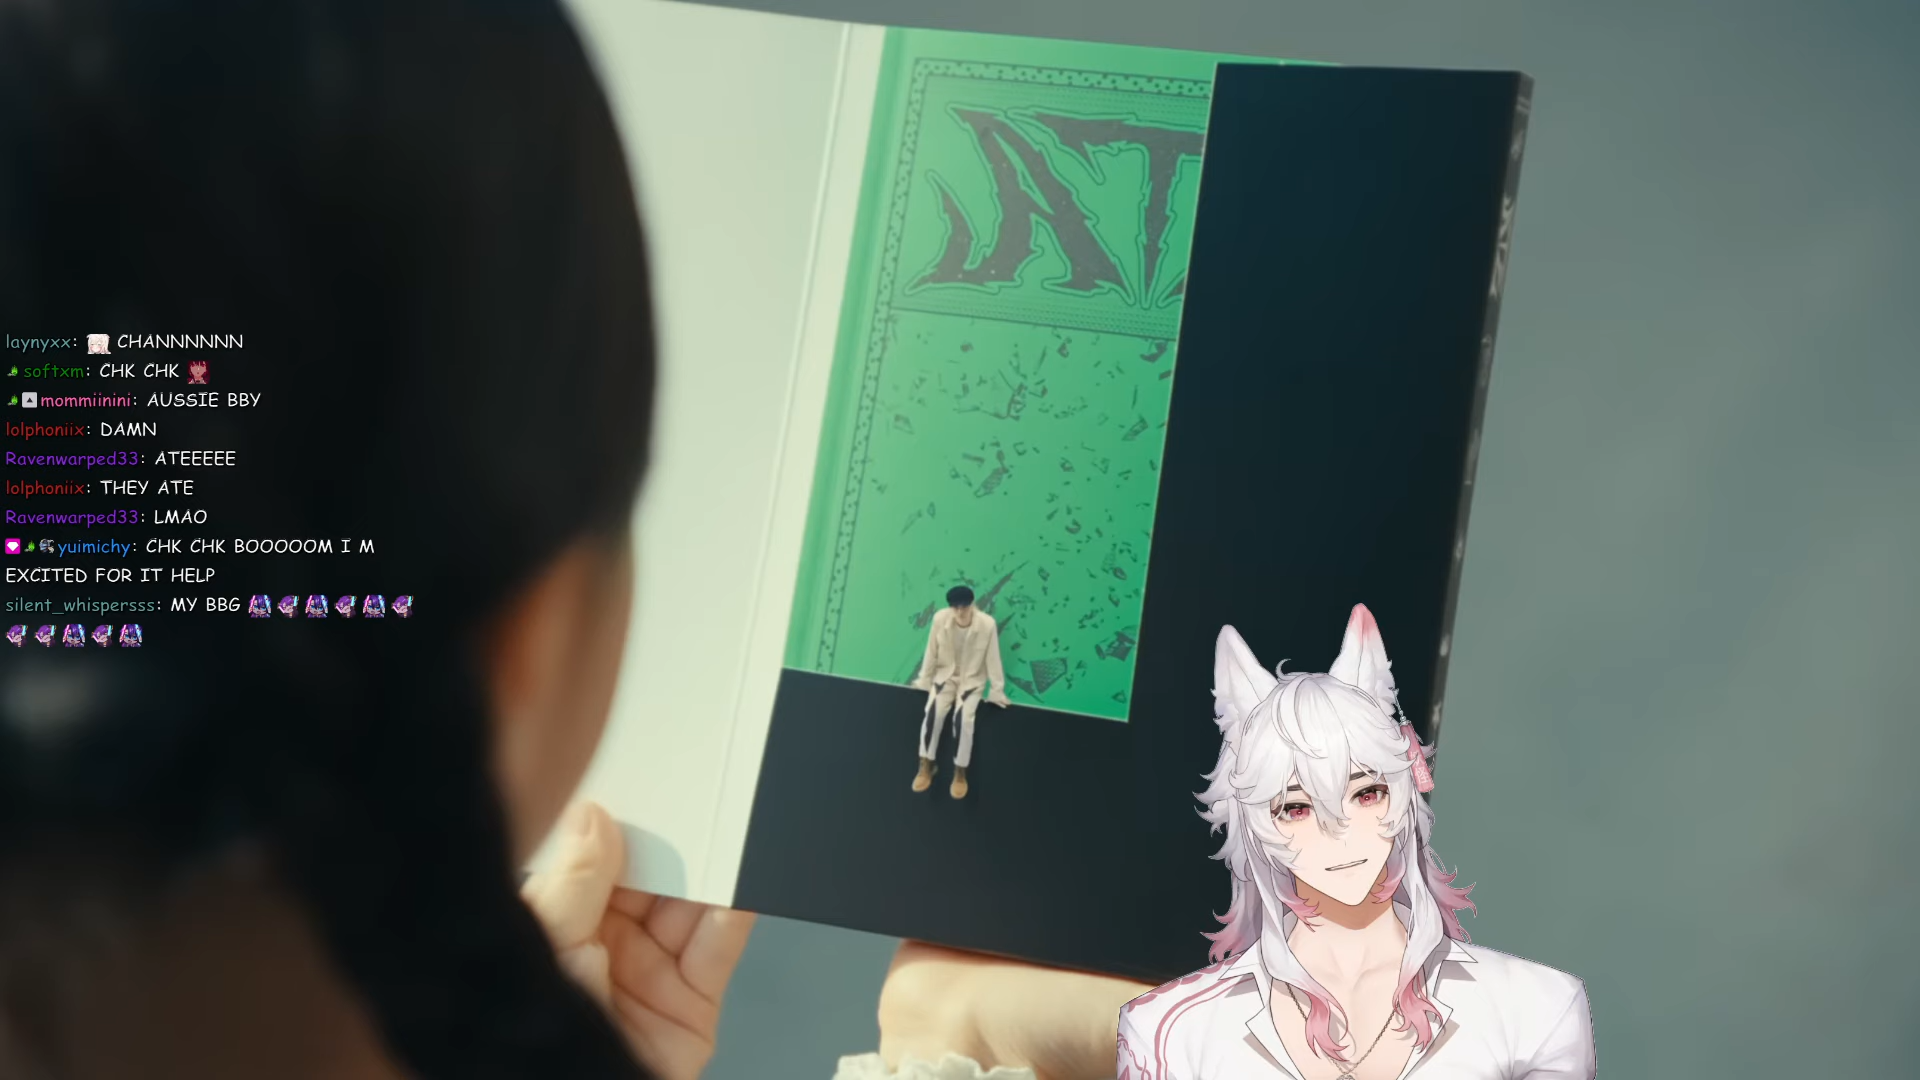 laynyxx: CHANNNNNN
softxm: CHK CHK
mommiinini: AUSSIE BBY
lolphoniix: DAMN
Ravenwarped33: ATEEEEE
lolphoniix: THEY ATE
Ravenwarped33: LMAO
yuimichy: CHK CHK BOOOOOM I M
EXCITED FOR IT HELP
silent_whispersss: MY BBG